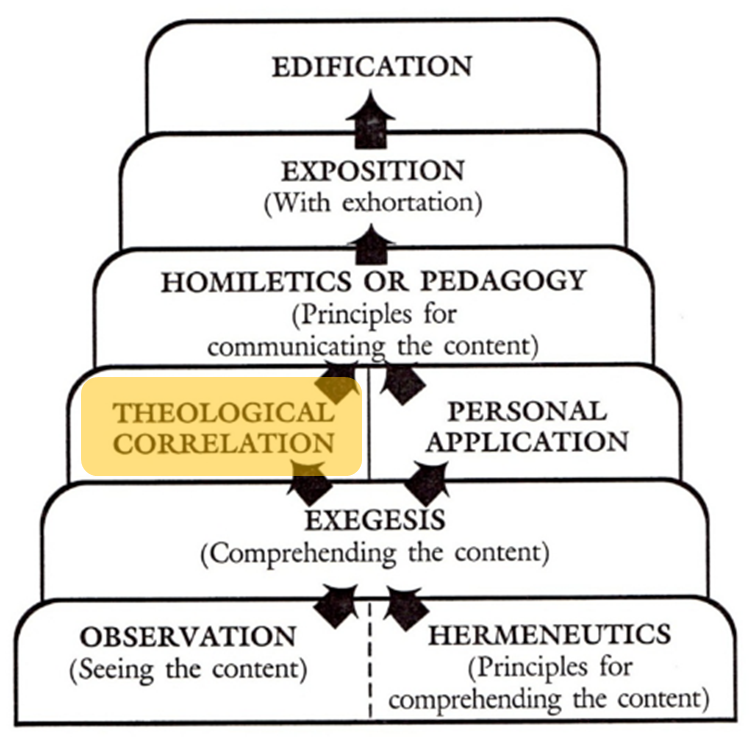 EDIFICATION
EXPOSITION
(With exhortation)
HOMILETICS OR PEDAGOGY
(Principles for
communicating the content)
THEOLOGICAL
CORRELATION
PERSONAL
APPLICATION
EXEGESIS
(Comprehending the content)
OBSERVATION
(Seeing the content)
HERMENEUTICS
(Principles for
comprehending the content)